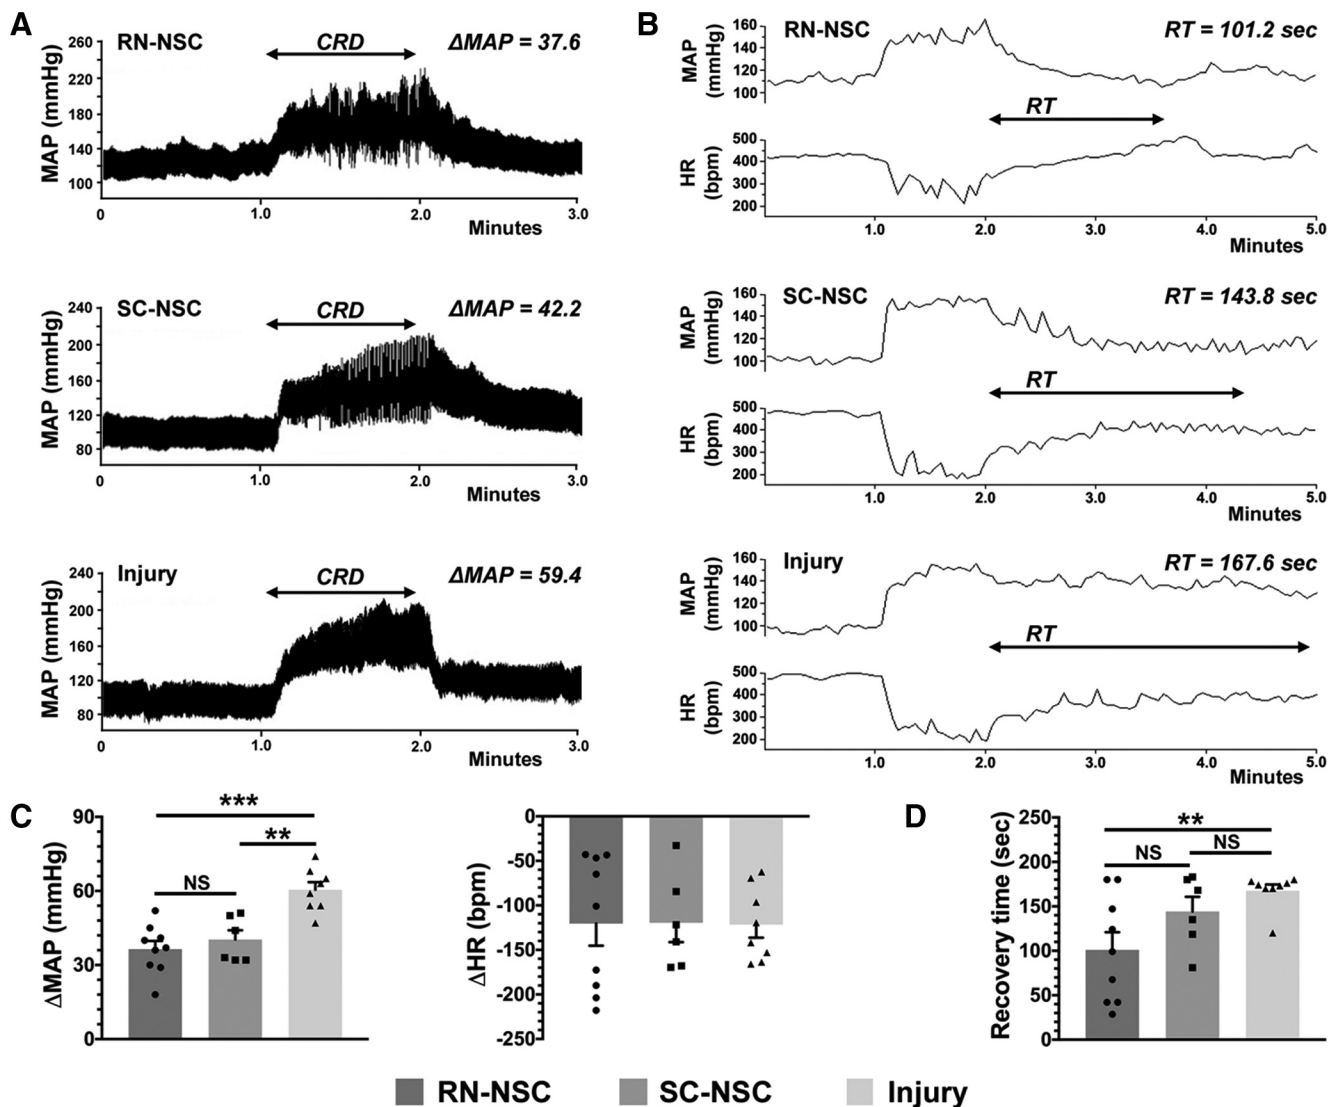 A
RN-NSC
CRD
ΔMAP = 37.6
MAP (mmHg)
260
220
180
140
100
0
1.0
2.0
3.0
Minutes
SC-NSC
CRD
ΔMAP = 42.2
MAP (mmHg)
240
200
160
120
80
0
1.0
2.0
3.0
Minutes
Injury
CRD
ΔMAP = 59.4
MAP (mmHg)
240
200
160
120
80
0
1.0
2.0
3.0
Minutes
B
RN-NSC
RT = 101.2 sec
MAP
(mmHg)
160
140
120
100
RT
HR
(bpm)
500
400
300
200
1.0
2.0
3.0
4.0
5.0
Minutes
SC-NSC
RT = 143.8 sec
MAP
(mmHg)
160
140
120
100
RT
HR
(bpm)
500
400
300
200
1.0
2.0
3.0
4.0
5.0
Minutes
Injury
RT = 167.6 sec
MAP
(mmHg)
160
140
120
100
RT
HR
(bpm)
500
400
300
200
1.0
2.0
3.0
4.0
5.0
Minutes
C
ΔMAP (mmHg)
90
60
30
0
***
**
NS
ΔHR (bpm)
0
-50
-100
-150
-200
-250
D
Recovery time (sec)
250
200
150
100
50
0
**
NS
NS
RN-NSC
SC-NSC
Injury